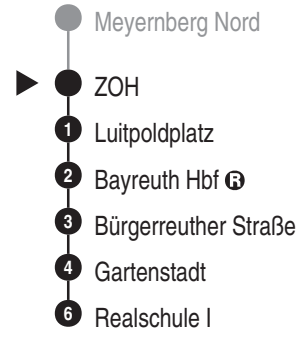 Meyernberg Nord
ZOH
1 Luitpoldplatz
2 Bayreuth Hbf R
3 Bürgerreuther Straße
4 Gartenstadt
6 Realschule I